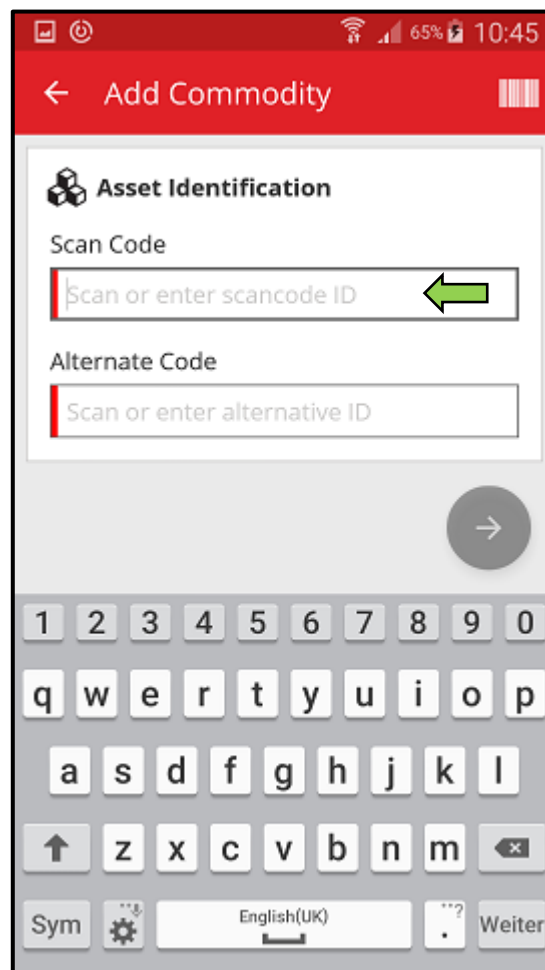 65% 10:45
Add Commodity
Asset Identification
Scan Code
Scan or enter scancode ID
Alternate Code
Scan or enter alternative ID
1 2 3 4 5 6 7 8 9 0
q w e r t y u i o p
a s d f g h j k l
z x c v b n m
Sym English(UK) ..? . Weiter